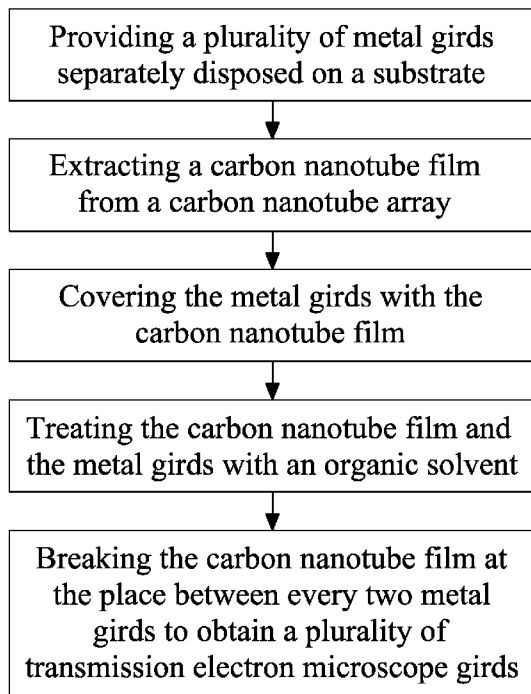 Providing a plurality of metal girds
separately disposed on a substrate
Extracting a carbon nanotube film
from a carbon nanotube array
Covering the metal girds with the
carbon nanotube film
Treating the carbon nanotube film and
the metal girds with an organic solvent
Breaking the carbon nanotube film at
the place between every two metal
girds to obtain a plurality of
transmission electron microscope girds